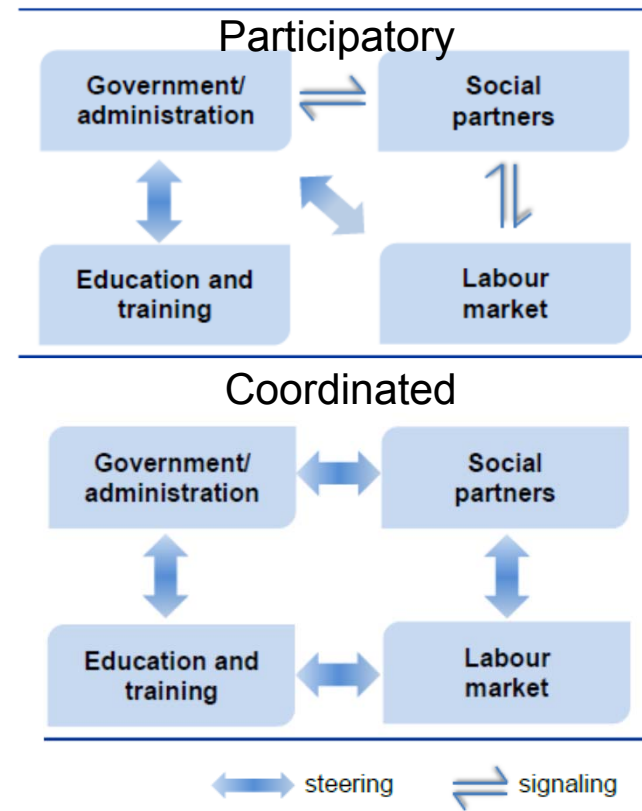 Participatory
Government/
administration
Social
partners
Education and
training
Labour
market
Coordinated
Government/
administration
Social
partners
Education and
training
Labour
market
steering
signaling